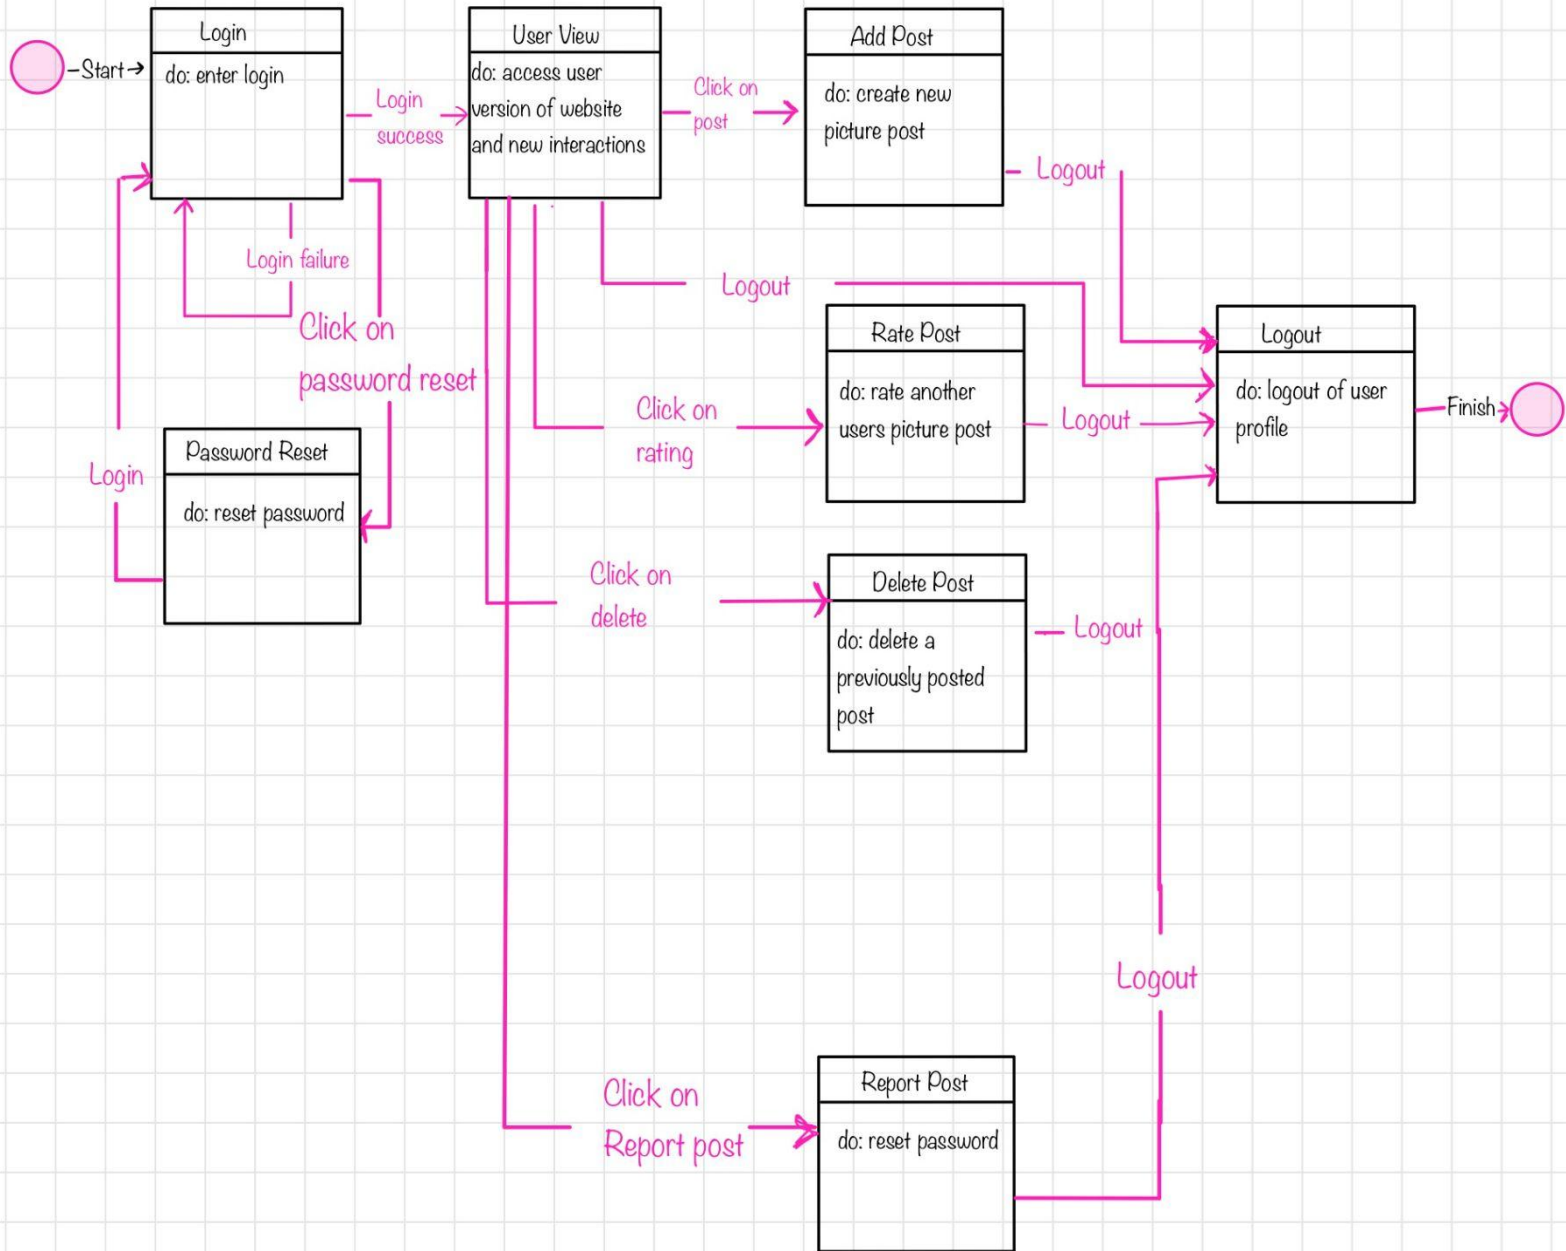 Start
Login
do: enter login
Login
success
User View
do: access user
version of website
and new interactions
Click on
post
Add Post
do: create new
picture post
Logout
Login failure
Click on
password reset
Logout
Login
Password Reset
do: reset password
Click on
rating
Rate Post
do: rate another
users picture post
Logout
Logout
do: logout of user
profile
Finish
Click on
delete
Delete Post
do: delete a
previously posted
post
Logout
Logout
Click on
Report post
Report Post
do: reset password